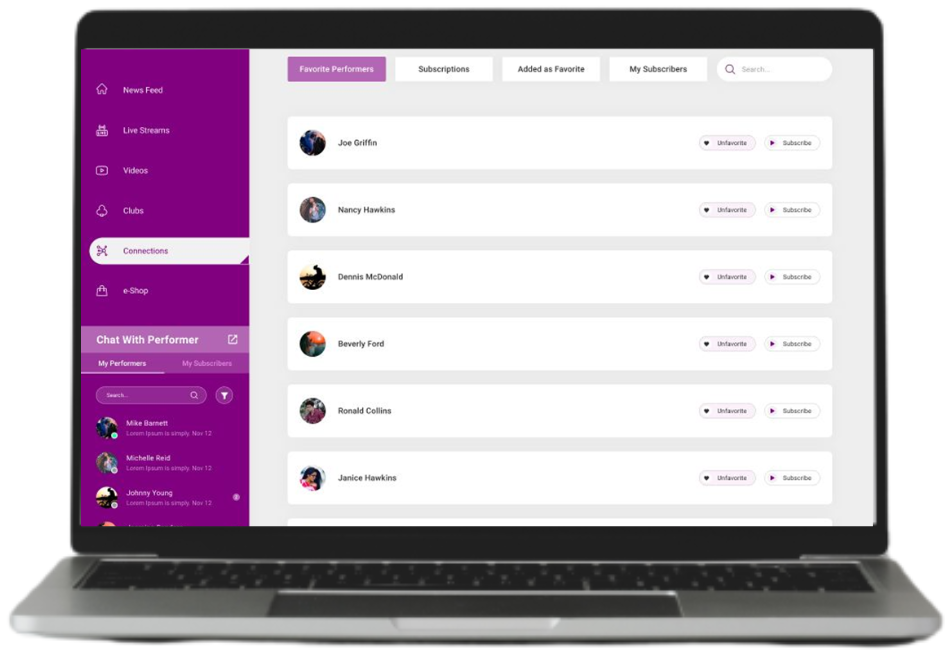 News Feed
Live Streams
Videos
Clubs
Connections
e-Shop
Chat With Performer
My Performers My Subscribers
Search...
Mike Barnett
Lorem Ipsum is simply. Nov 12
Michelle Reid
Lorem Ipsum is simply. Nov 12
Johnny Young
Lorem Ipsum is simply. Nov 12
Favorite Performers Subscriptions Added as Favorite My Subscribers Search...
Joe Griffin Unfavorite Subscribe
Nancy Hawkins Unfavorite Subscribe
Dennis McDonald Unfavorite Subscribe
Beverly Ford Unfavorite Subscribe
Ronald Collins Unfavorite Subscribe
Janice Hawkins Unfavorite Subscribe